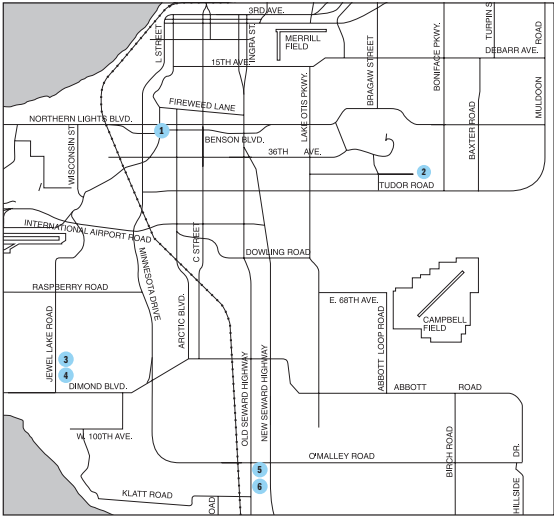 3RD AVE.
L STREET
INGRA ST.
MERRILL
FIELD
TURPIN S
DEBARR AVE.
15TH AVE.
BRAGAW STREET
BONIFACE PKWY.
MULDOON ROAD
FIREWEED LANE
LAKE OTIS PKWY.
NORTHERN LIGHTS BLVD.
1
BENSON BLVD.
BAXTER ROAD
WISCONSIN ST.
36TH AVE.
2
TUDOR ROAD
INTERNATIONAL AIRPORT ROAD
C STREET
DOWLING ROAD
MINNESOTA DRIVE
RASPBERRY ROAD
ARCTIC BLVD.
E. 68TH AVE.
CAMPBELL
FIELD
ABBOTT LOOP ROAD
JEWEL LAKE ROAD
3
4
OLD SEWARD HIGHWAY
NEW SEWARD HIGHWAY
DIMOND BLVD.
ABBOTT ROAD
W. 100TH AVE.
BIRCH ROAD
O'MALLEY ROAD
HILLSIDE DR.
5
6
KLATT ROAD
OAD